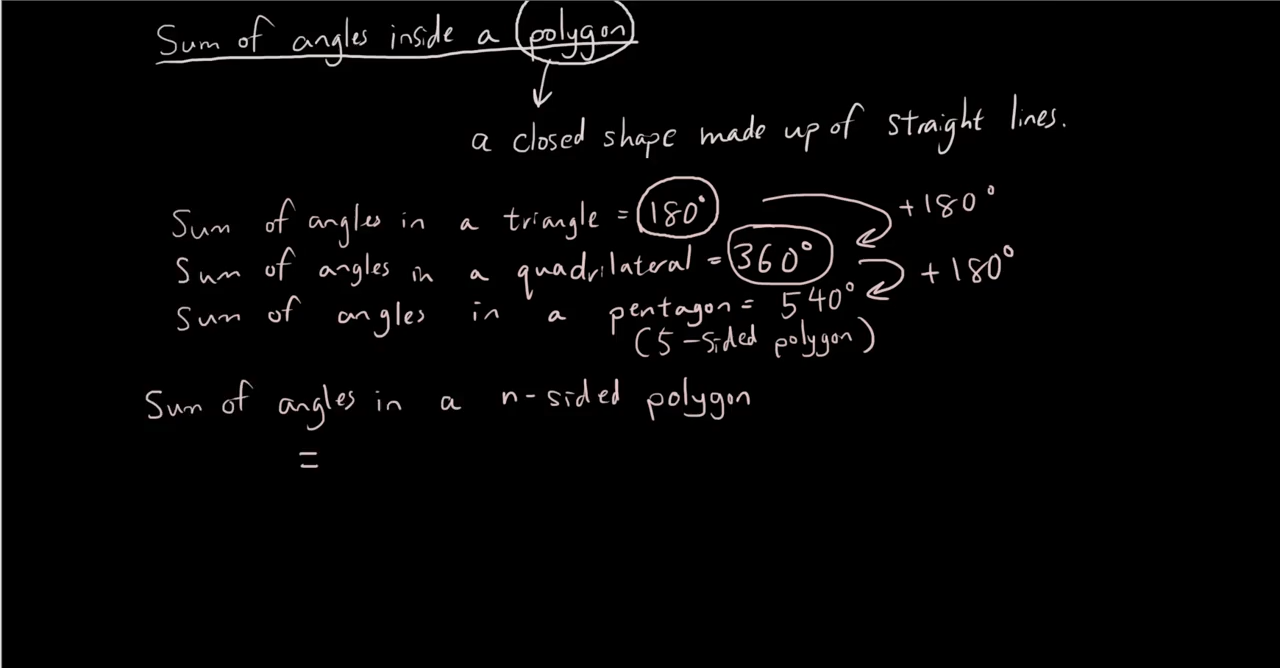 Sum of angles inside a polygon
a closed shape made up of straight lines.
Sum of angles in a triangle = 180° +180°
Sum of angles in a quadrilateral = 360° +180°
Sum of angles in a pentagon = 540°
(5-sided polygon)
Sum of angles in a n-sided polygon
=